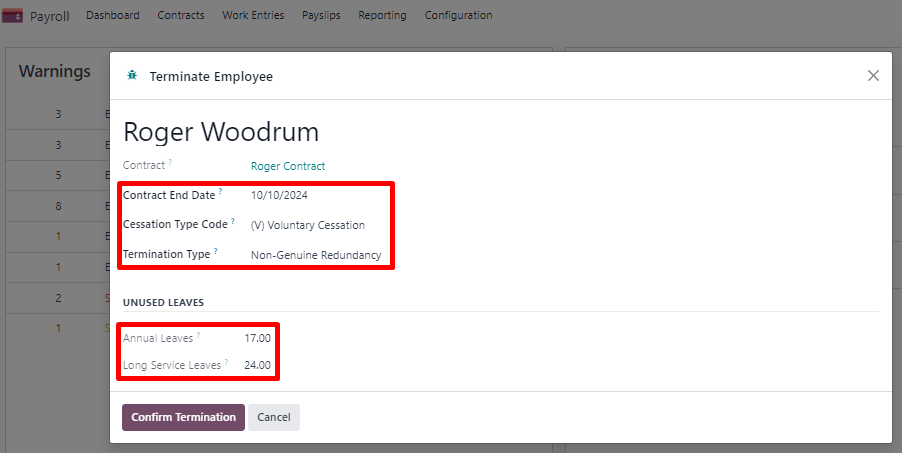 Payroll Dashboard Contracts Work Entries Payslips Reporting Configuration
Warnings
Terminate Employee
Roger Woodrum
3
Contract ? Roger Contract
3
Contract End Date ? 10/10/2024
5
Cessation Type Code ? (V) Voluntary Cessation
8
1
Termination Type ? Non-Genuine Redundancy
1
2
UNUSED LEAVES
1
Annual Leaves ? 17.00
Long Service Leaves ? 24.00
Confirm Termination Cancel